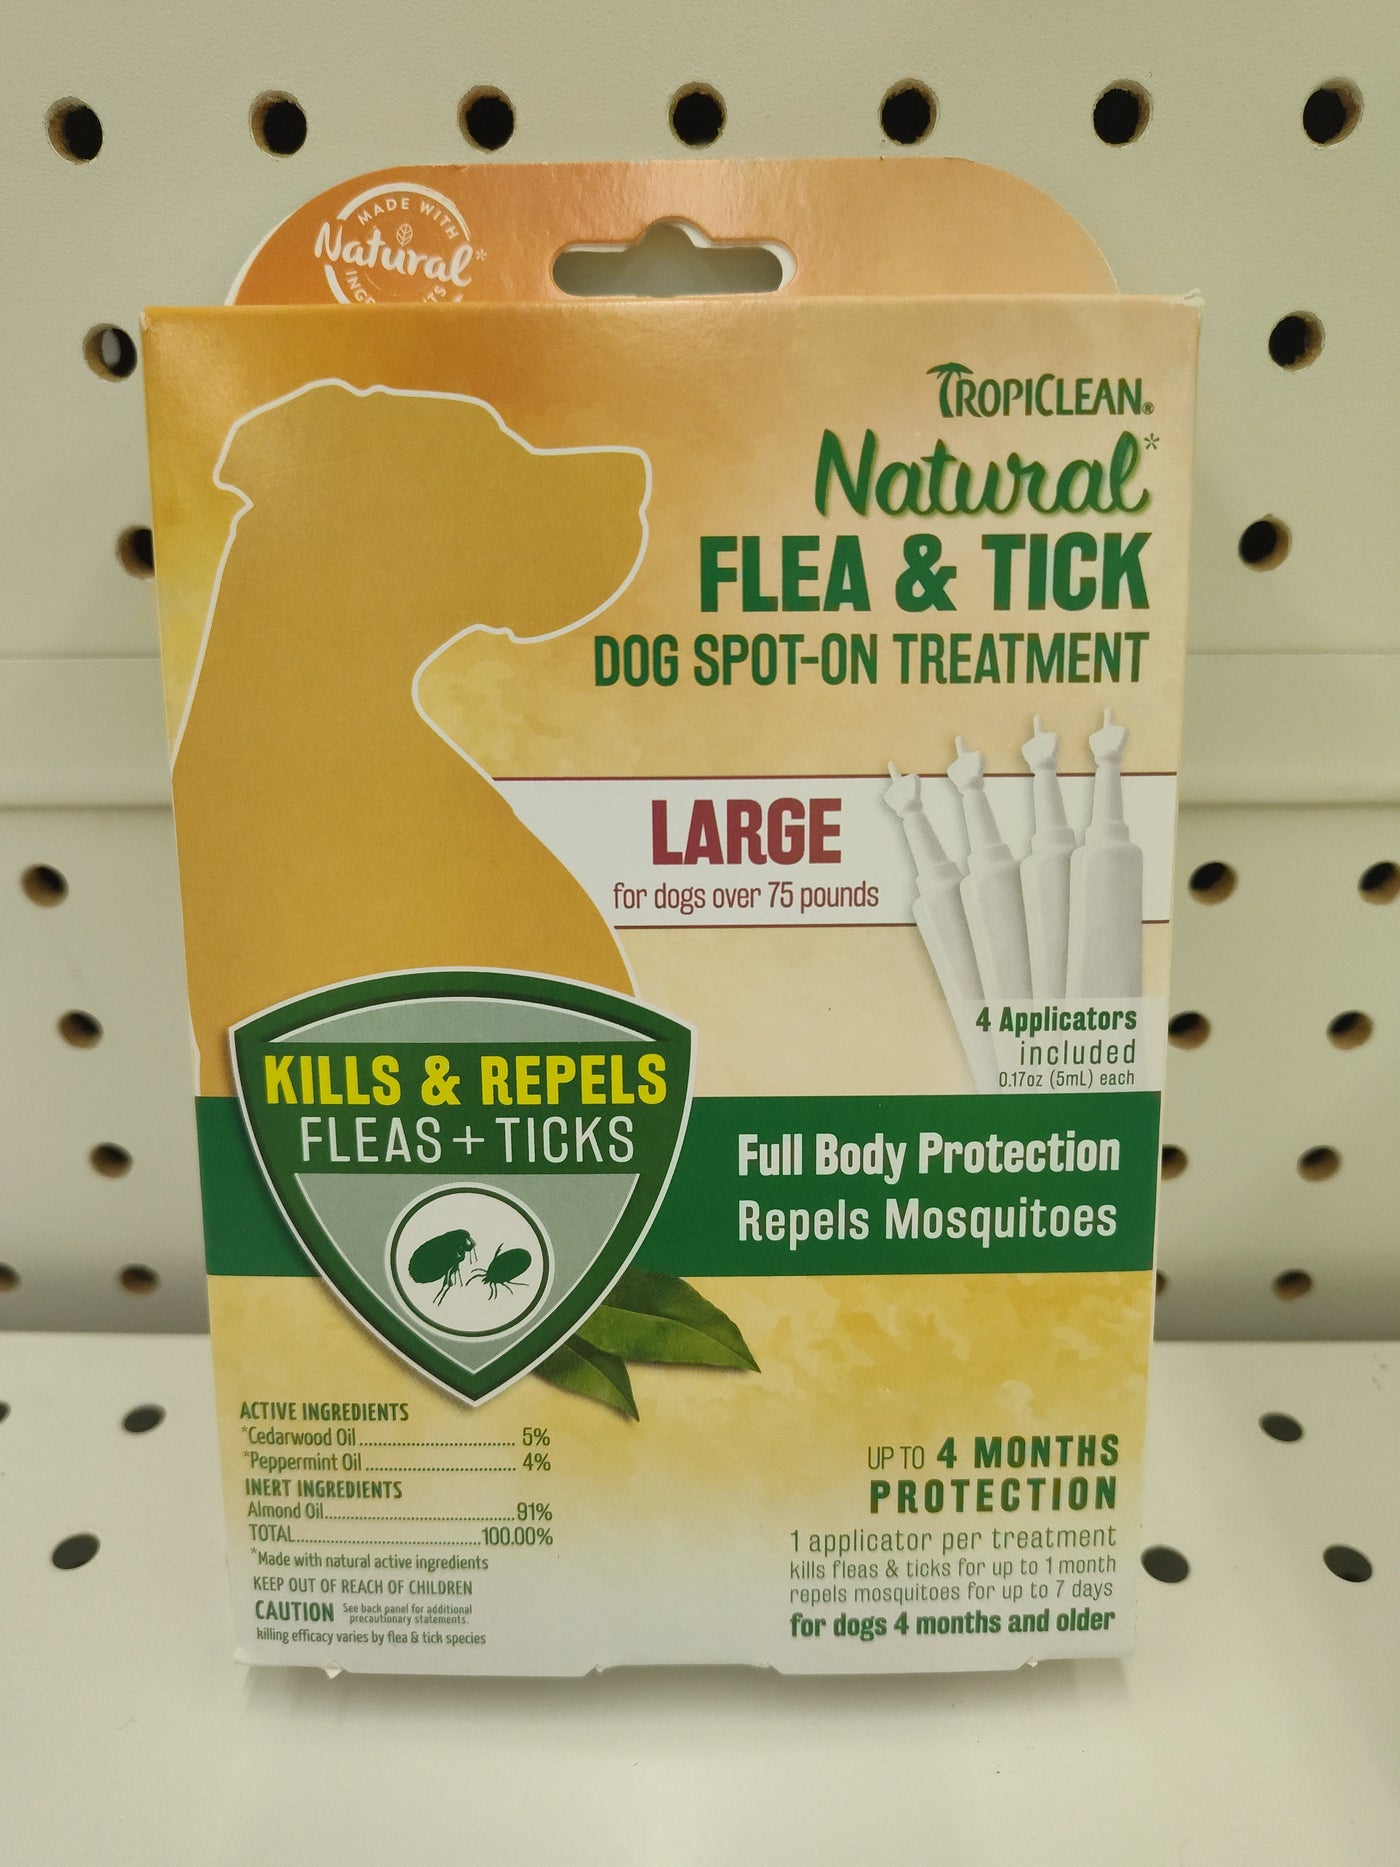 MADE WITH
Natural*
TROPICLEAN®
Natural*
FLEA & TICK
DOG SPOT-ON TREATMENT
LARGE
for dogs over 75 pounds
4 Applicators
included
0.17oz (5mL) each
KILLS & REPELS
FLEAS + TICKS
Full Body Protection
Repels Mosquitoes
ACTIVE INGREDIENTS
*Cedarwood Oil.......................... 5%
*Peppermint Oil......................... 4%
INERT INGREDIENTS
Almond Oil................................91%
TOTAL................................100.00%
*Made with natural active ingredients
KEEP OUT OF REACH OF CHILDREN
CAUTION See back panel for additional
precautionary statements.
killing efficacy varies by flea & tick species
UP TO 4 MONTHS
PROTECTION
1 applicator per treatment
kills fleas & ticks for up to 1 month
repels mosquitoes for up to 7 days
for dogs 4 months and older